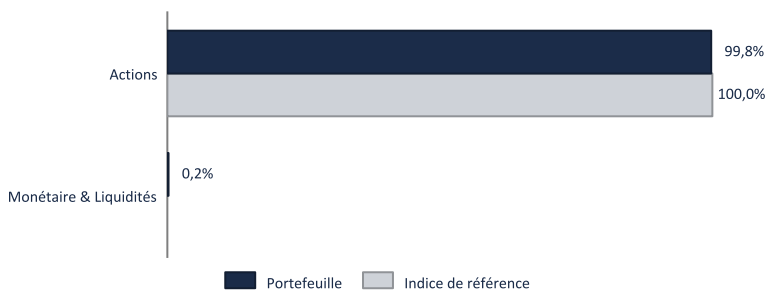 99,8%
Actions
100,0%
0,2%
Monétaire & Liquidités
Portefeuille Indice de référence